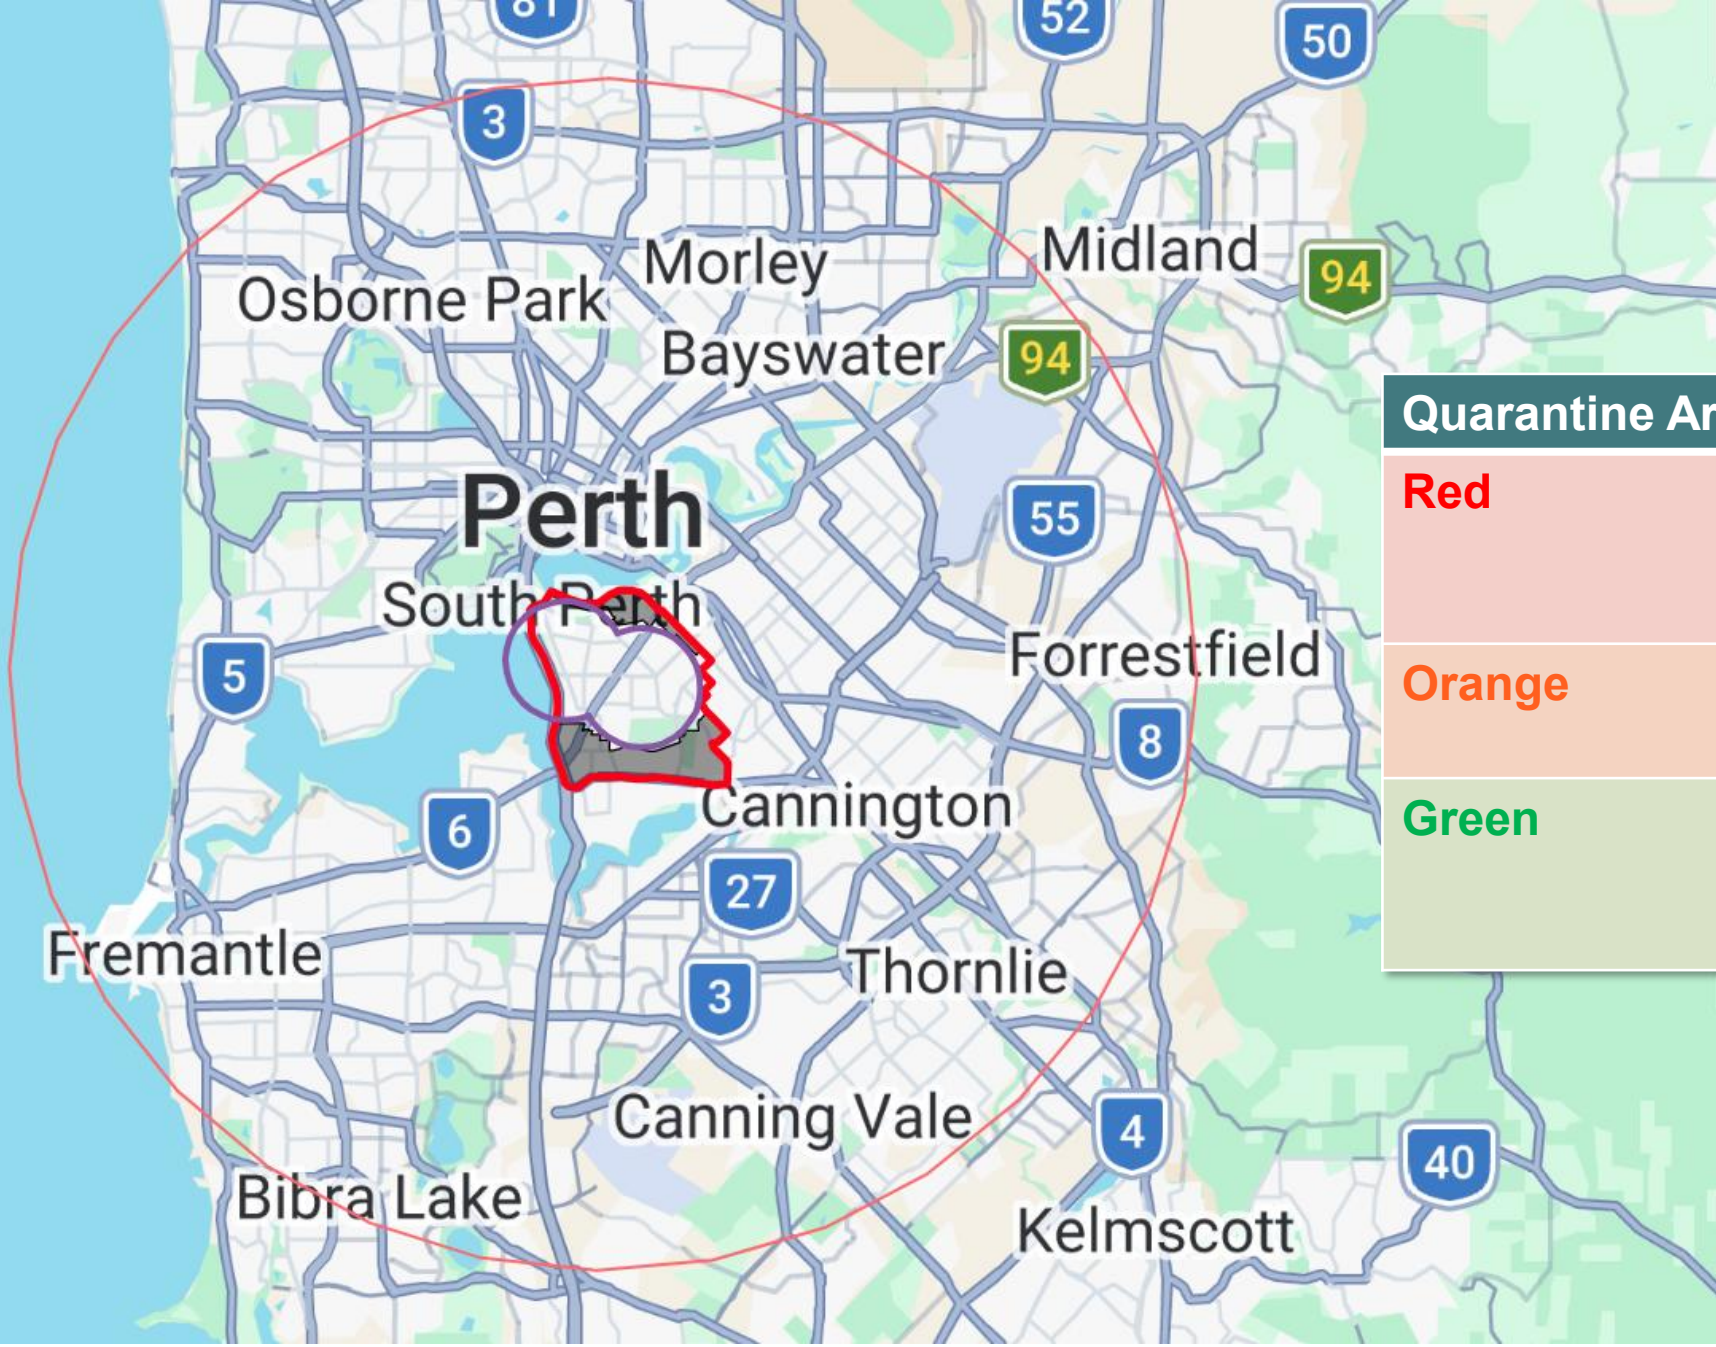 81
52
50
3
Morley
Midland
94
Osborne Park
Bayswater
94
Quarantine Ar
Red
Perth
55
South Perth
Forrestfield
5
Orange
8
Cannington
6
Green
27
Fremantle
Thornlie
3
Canning Vale
4
40
Bibra Lake
Kelmscott